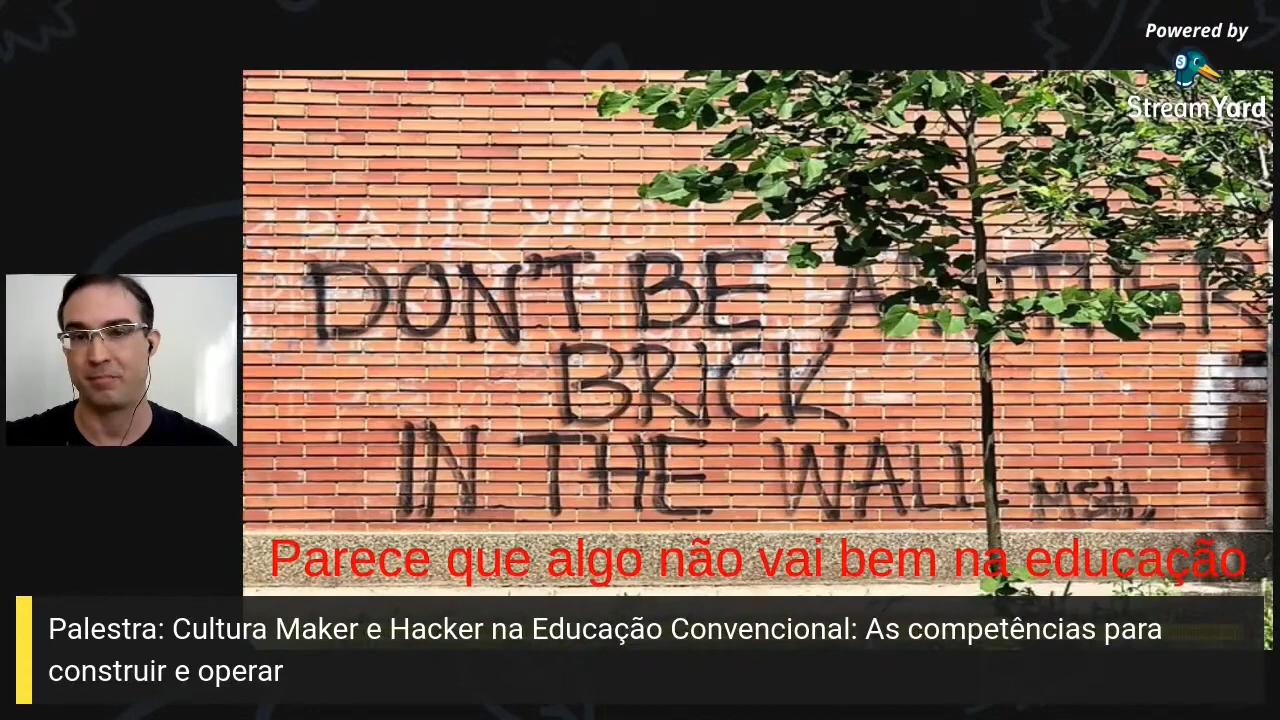 Powered by
StreamYard
DON'T BE ANOTHER
BRICK
IN THE WALL
Parece que algo não vai bem na educação
Palestra: Cultura Maker e Hacker na Educação Convencional: As competências para
construir e operar